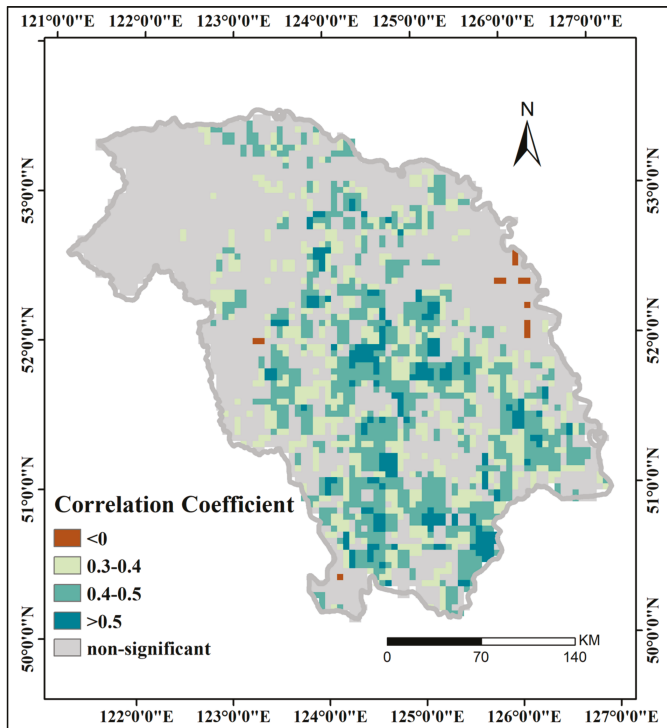 121°0'0"E 122°0'0"E 123°0'0"E 124°0'0"E 125°0'0"E 126°0'0"E 127°0'0"E
N
53°0'0"N 53°0'0"N
52°0'0"N 52°0'0"N
51°0'0"N 51°0'0"N
Correlation Coefficient
<0
0.3-0.4
0.4-0.5
>0.5
non-significant
50°0'0"N 50°0'0"N
KM
0 70 140
122°0'0"E 123°0'0"E 124°0'0"E 125°0'0"E 126°0'0"E 127°0'0"E